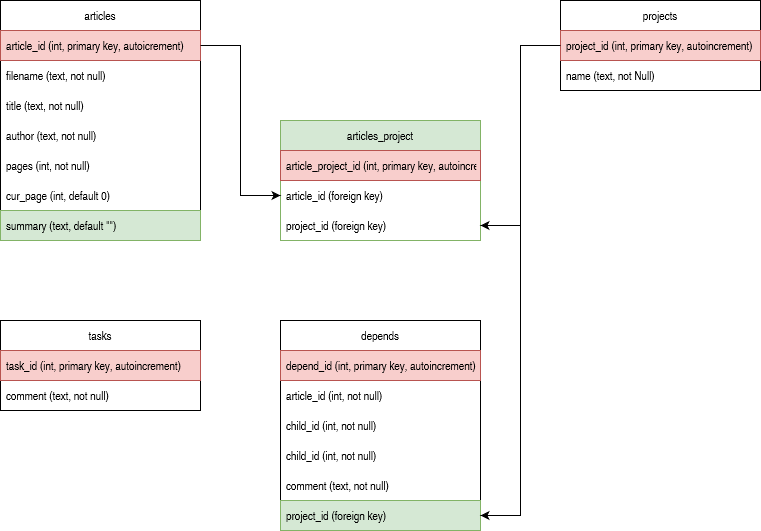 articles
article_id (int, primary key, autoicrement)
filename (text, not null)
title (text, not null)
author (text, not null)
pages (int, not null)
cur_page (int, default 0)
summary (text, default "")
projects
project_id (int, primary key, autoincrement)
name (text, not Null)
articles_project
article_project_id (int, primary key, autoincre
article_id (foreign key)
project_id (foreign key)
tasks
task_id (int, primary key, autoincrement)
comment (text, not null)
depends
depend_id (int, primary key, autoincrement)
article_id (int, not null)
child_id (int, not null)
child_id (int, not null)
comment (text, not null)
project_id (foreign key)